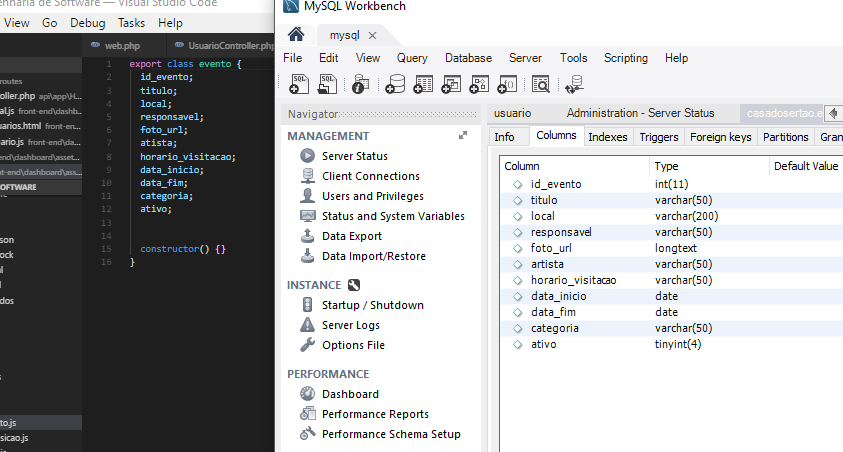 enharia de Software — Visual Studio Code
View Go Debug Tasks Help
web.php UsuarioController.php
routes
oller.php api\app\H...
al.js front-end\dashb...
uarios.html front-en...
uario.js front-end\da...
end\dashboard\asset...
nt-end\dashboard\ass...
SOFTWARE
son
ock
al
dos
s
to.js
sicao.js
1 export class evento {
2 id_evento;
3 titulo;
4 local;
5 responsavel;
6 foto_url;
7 atista;
8 horario_visitacao;
9 data_inicio;
10 data_fim;
11 categoria;
12 ativo;
13
14
15 constructor() {}
16 }
MySQL Workbench
mysql
File Edit View Query Database Server Tools Scripting Help
Navigator
MANAGEMENT
Server Status
Client Connections
Users and Privileges
Status and System Variables
Data Export
Data Import/Restore
INSTANCE
Startup / Shutdown
Server Logs
Options File
PERFORMANCE
Dashboard
Performance Reports
Performance Schema Setup
usuario Administration - Server Status casadosertao.e
Info Columns Indexes Triggers Foreign keys Partitions Gran
Column Type Default Value
id_evento int(11)
titulo varchar(50)
local varchar(200)
responsavel varchar(50)
foto_url longtext
artista varchar(50)
horario_visitacao varchar(50)
data_inicio date
data_fim date
categoria varchar(50)
ativo tinyint(4)